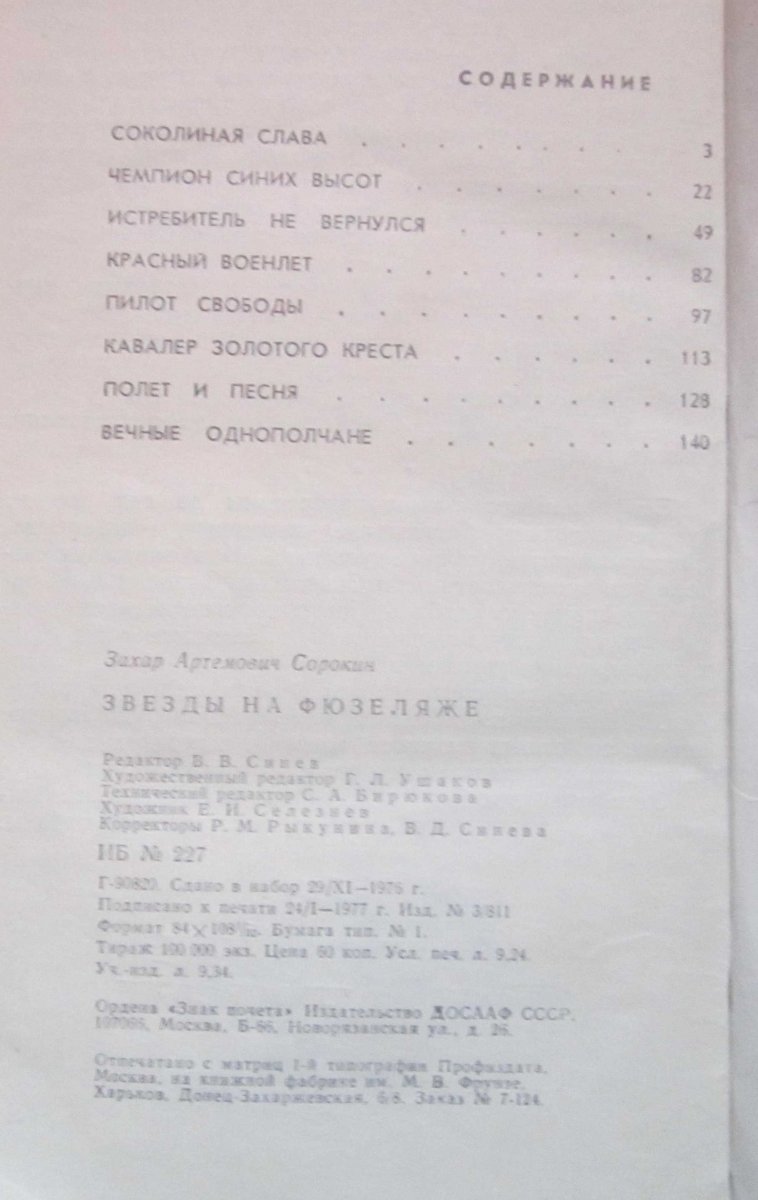 СОДЕРЖАНИЕ
СОКОЛИНАЯ СЛАВА . . . . . . . 3
ЧЕМПИОН СИНИХ ВЫСОТ . . . . . . . 22
ИСТРЕБИТЕЛЬ НЕ ВЕРНУЛСЯ . . . . . . 49
КРАСНЫЙ ВОЕНЛЕТ . . . . . . . . 82
ПИЛОТ СВОБОДЫ . . . . . . . . . 97
КАВАЛЕР ЗОЛОТОГО КРЕСТА . . . . . . 113
ПОЛЕТ И ПЕСНЯ . . . . . . . . . 128
ВЕЧНЫЕ ОДНОПОЛЧАНЕ . . . . . . . 140
Захар Артемович Сорокин
ЗВЕЗДЫ НА ФЮЗЕЛЯЖЕ
Редактор В. В. Синев
Художественный редактор Г. Л. Ушаков
Технический редактор С. А. Бирюкова
Художник Е. И. Селезнев
Корректоры Р. М. Рыкунина, В. Д. Синева
ИБ № 227
Г-90820. Сдано в набор 29/XI—1976 г.
Подписано к печати 24/I—1977 г. Изд. № 3/811
Формат 84×108 Бумага тип. № 1.
Тираж 100 000 экз. Цена 60 коп. Усл. печ. л. 9,24.
Уч.-изд. л. 9,34.
Ордена «Знак почета» Издательство ДОСААФ СССР.
107066, Москва, Б-66, Новорязанская ул., д. 26.
Отпечатано с матриц 1-й типографии Профиздата,
Москва, на книжной фабрике им. М. В. Фрунзе,
Харьков, Донец-Захаржевская, 6/8. Заказ № 7-124.